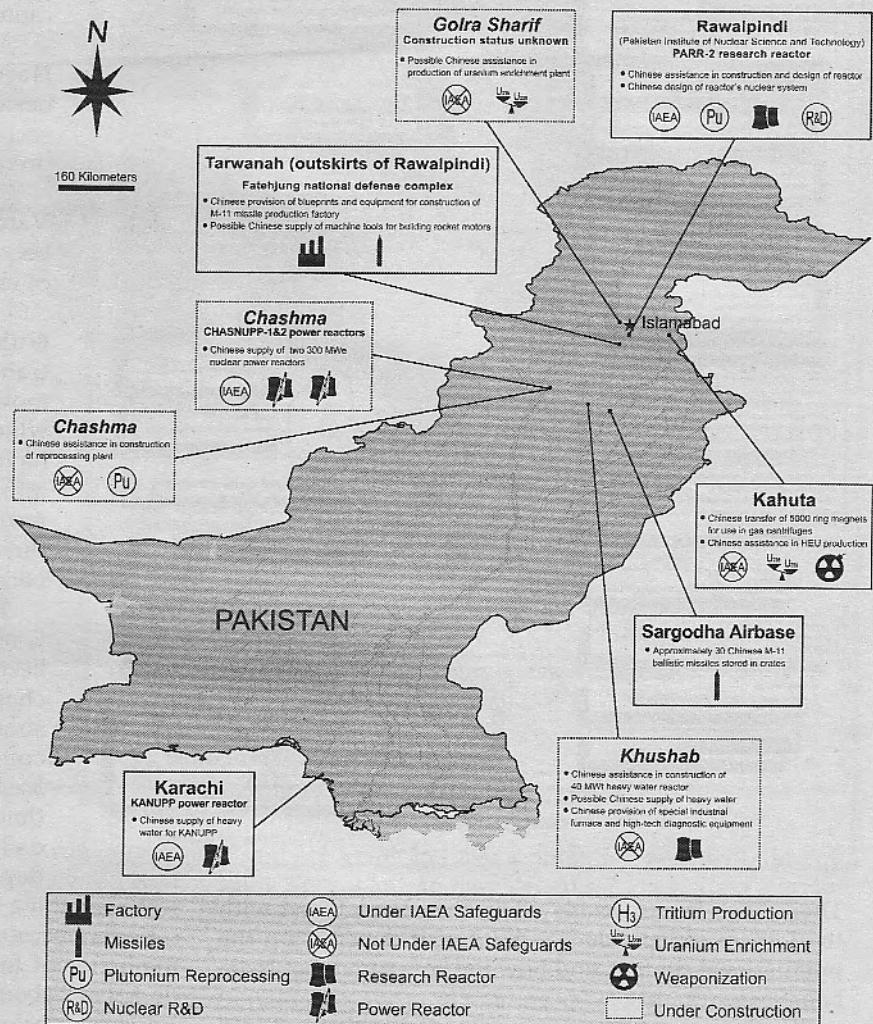 N
160 Kilometers
Golra Sharif
Construction status unknown
• Possible Chinese assistance in
production of uranium enrichment plant
IAEA U₂₃₅ U₂₃₈
Rawalpindi
(Pakistan Institute of Nuclear Science and Technology)
PARR-2 research reactor
• Chinese assistance in construction and design of reactor
• Chinese design of reactor's nuclear system
IAEA Pu R&D
Tarwanah (outskirts of Rawalpindi)
Fatehjung national defense complex
• Chinese provision of blueprints and equipment for construction of
M-11 missile production factory
• Possible Chinese supply of machine tools for building rocket motors
Chashma
CHASNUPP-1&2 power reactors
• Chinese supply of two 300 MWe
nuclear power reactors
IAEA
Islamabad
Chashma
• Chinese assistance in construction
of reprocessing plant
IAEA Pu
Kahuta
• Chinese transfer of 5000 ring magnets
for use in gas centrifuges
• Chinese assistance in HEU production
IAEA U₂₃₅ U₂₃₈
PAKISTAN
Sargodha Airbase
• Approximately 30 Chinese M-11
ballistic missiles stored in crates
Khushab
• Chinese assistance in construction of
40 MWt heavy water reactor
• Possible Chinese supply of heavy water
• Chinese provision of special industrial
furnace and high-tech diagnostic equipment
IAEA
Karachi
KANUPP power reactor
• Chinese supply of heavy
water for KANUPP
IAEA
Factory
Missiles
Pu Plutonium Reprocessing
R&D Nuclear R&D
IAEA Under IAEA Safeguards
IAEA Not Under IAEA Safeguards
Research Reactor
Power Reactor
H₃ Tritium Production
U₂₃₅ U₂₃₈ Uranium Enrichment
Weaponization
Under Construction